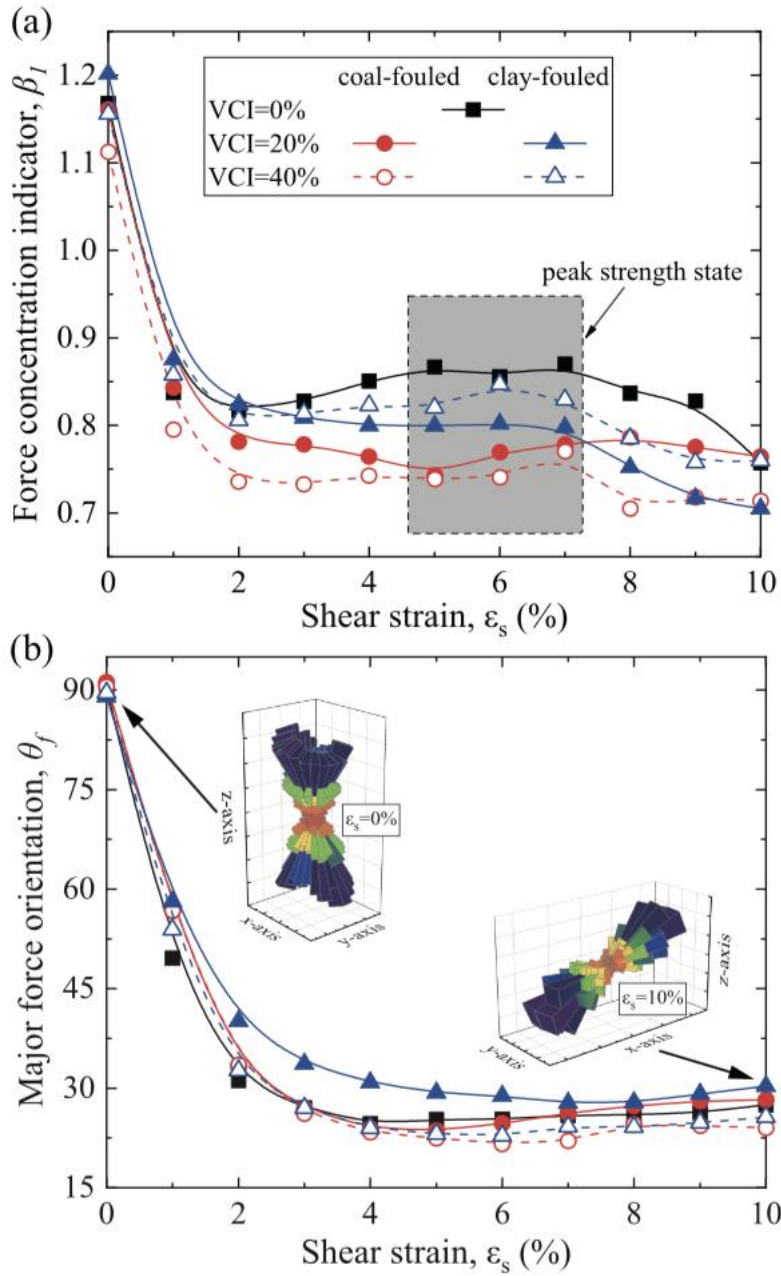 (a)
Force concentration indicator, β₁
1.2
1.1
1.0
0.9
0.8
0.7
coal-fouled clay-fouled
VCI=0%
VCI=20%
VCI=40%
peak strength state
0 2 4 6 8 10
Shear strain, εₛ (%)
(b)
Major force orientation, θ_f
90
75
60
45
30
15
z-axis
εₛ=0%
x-axis
y-axis
z-axis
εₛ=10%
y-axis
x-axis
0 2 4 6 8 10
Shear strain, εₛ (%)